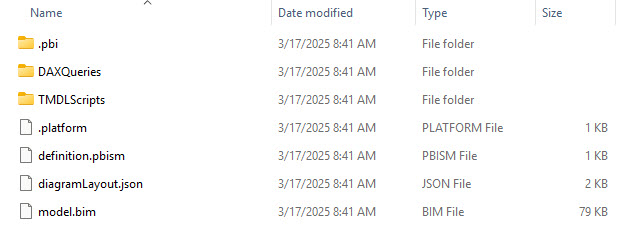 Name Date modified Type Size
.pbi 3/17/2025 8:41 AM File folder
DAXQueries 3/17/2025 8:41 AM File folder
TMDLScripts 3/17/2025 8:41 AM File folder
.platform 3/17/2025 8:41 AM PLATFORM File 1 KB
definition.pbism 3/17/2025 8:41 AM PBISM File 1 KB
diagramLayout.json 3/17/2025 8:41 AM JSON File 2 KB
model.bim 3/17/2025 8:41 AM BIM File 79 KB